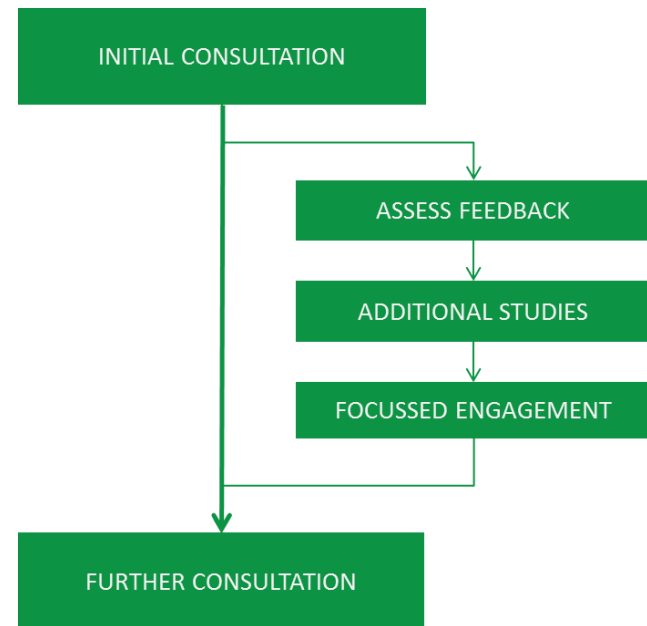 INITIAL CONSULTATION
ASSESS FEEDBACK
ADDITIONAL STUDIES
FOCUSSED ENGAGEMENT
FURTHER CONSULTATION